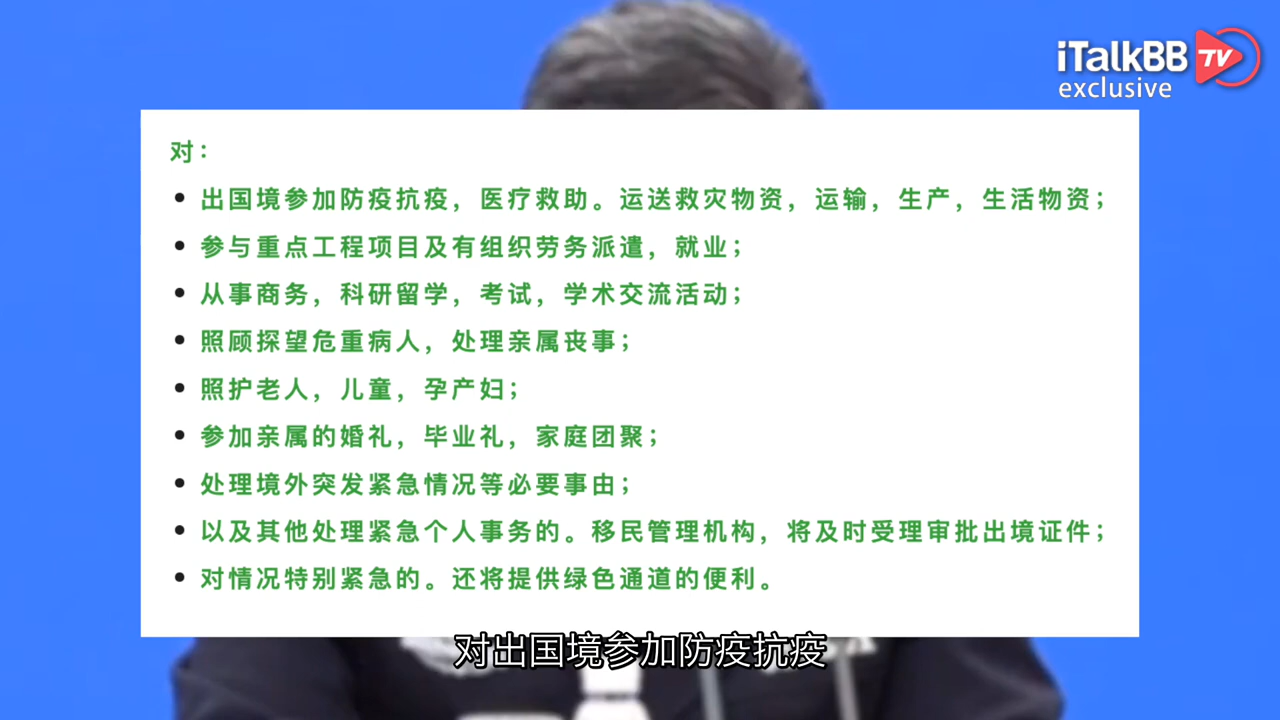 iTalkBB TV
exclusive
对：
• 出国境参加防疫抗疫，医疗救助。运送救灾物资，运输，生产，生活物资；
• 参与重点工程项目及有组织劳务派遣，就业；
• 从事商务，科研留学，考试，学术交流活动；
• 照顾探望危重病人，处理亲属丧事；
• 照护老人，儿童，孕产妇；
• 参加亲属的婚礼，毕业礼，家庭团聚；
• 处理境外突发紧急情况等必要事由；
• 以及其他处理紧急个人事务的。移民管理机构，将及时受理审批出境证件；
• 对情况特别紧急的。还将提供绿色通道的便利。
对出国境参加防疫抗疫